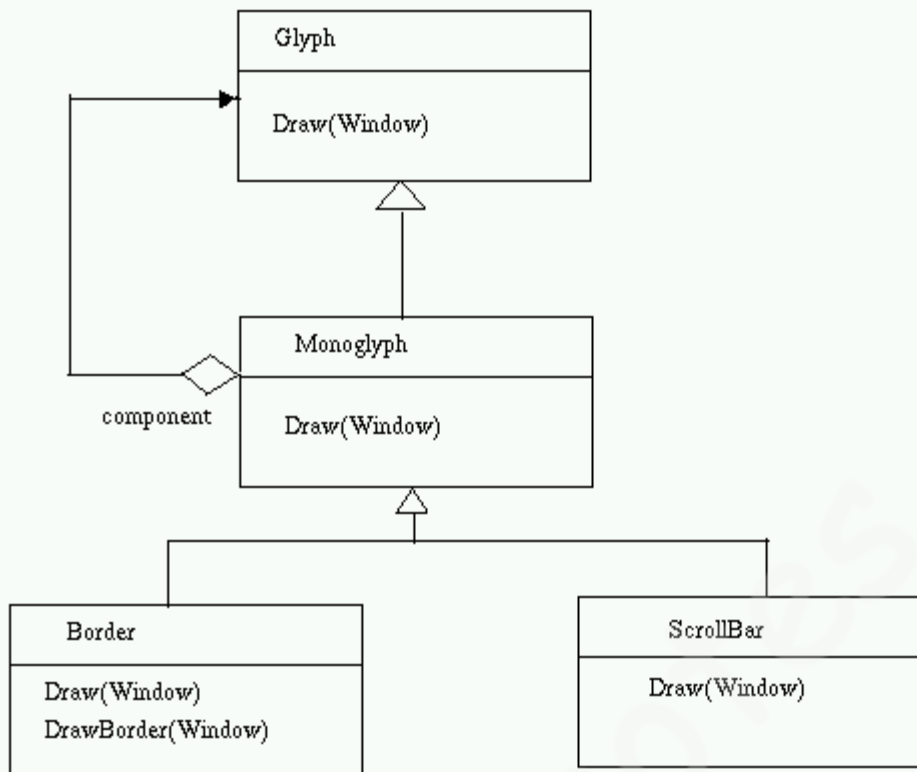 Glyph
Draw(Window)
Monoglyph
component
Draw(Window)
Border
Draw(Window)
DrawBorder(Window)
ScrollBar
Draw(Window)